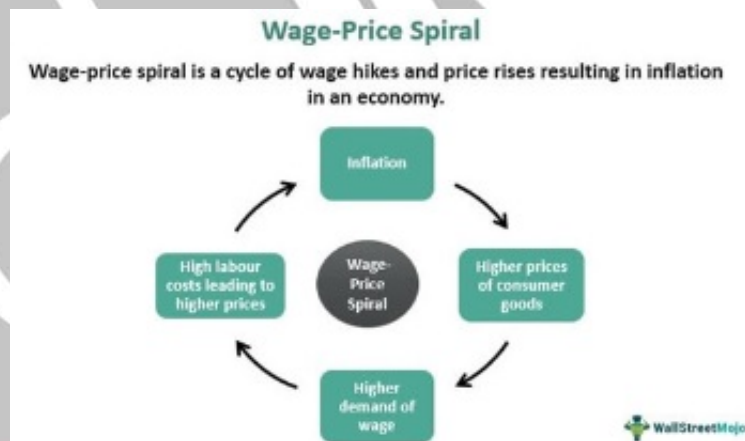 Wage-Price Spiral
Wage-price spiral is a cycle of wage hikes and price rises resulting in inflation
in an economy.
Inflation
High labour
costs leading to
higher prices
Wage-
Price
Spiral
Higher prices
of consumer
goods
Higher
demand of
wage
WallStreetMojo